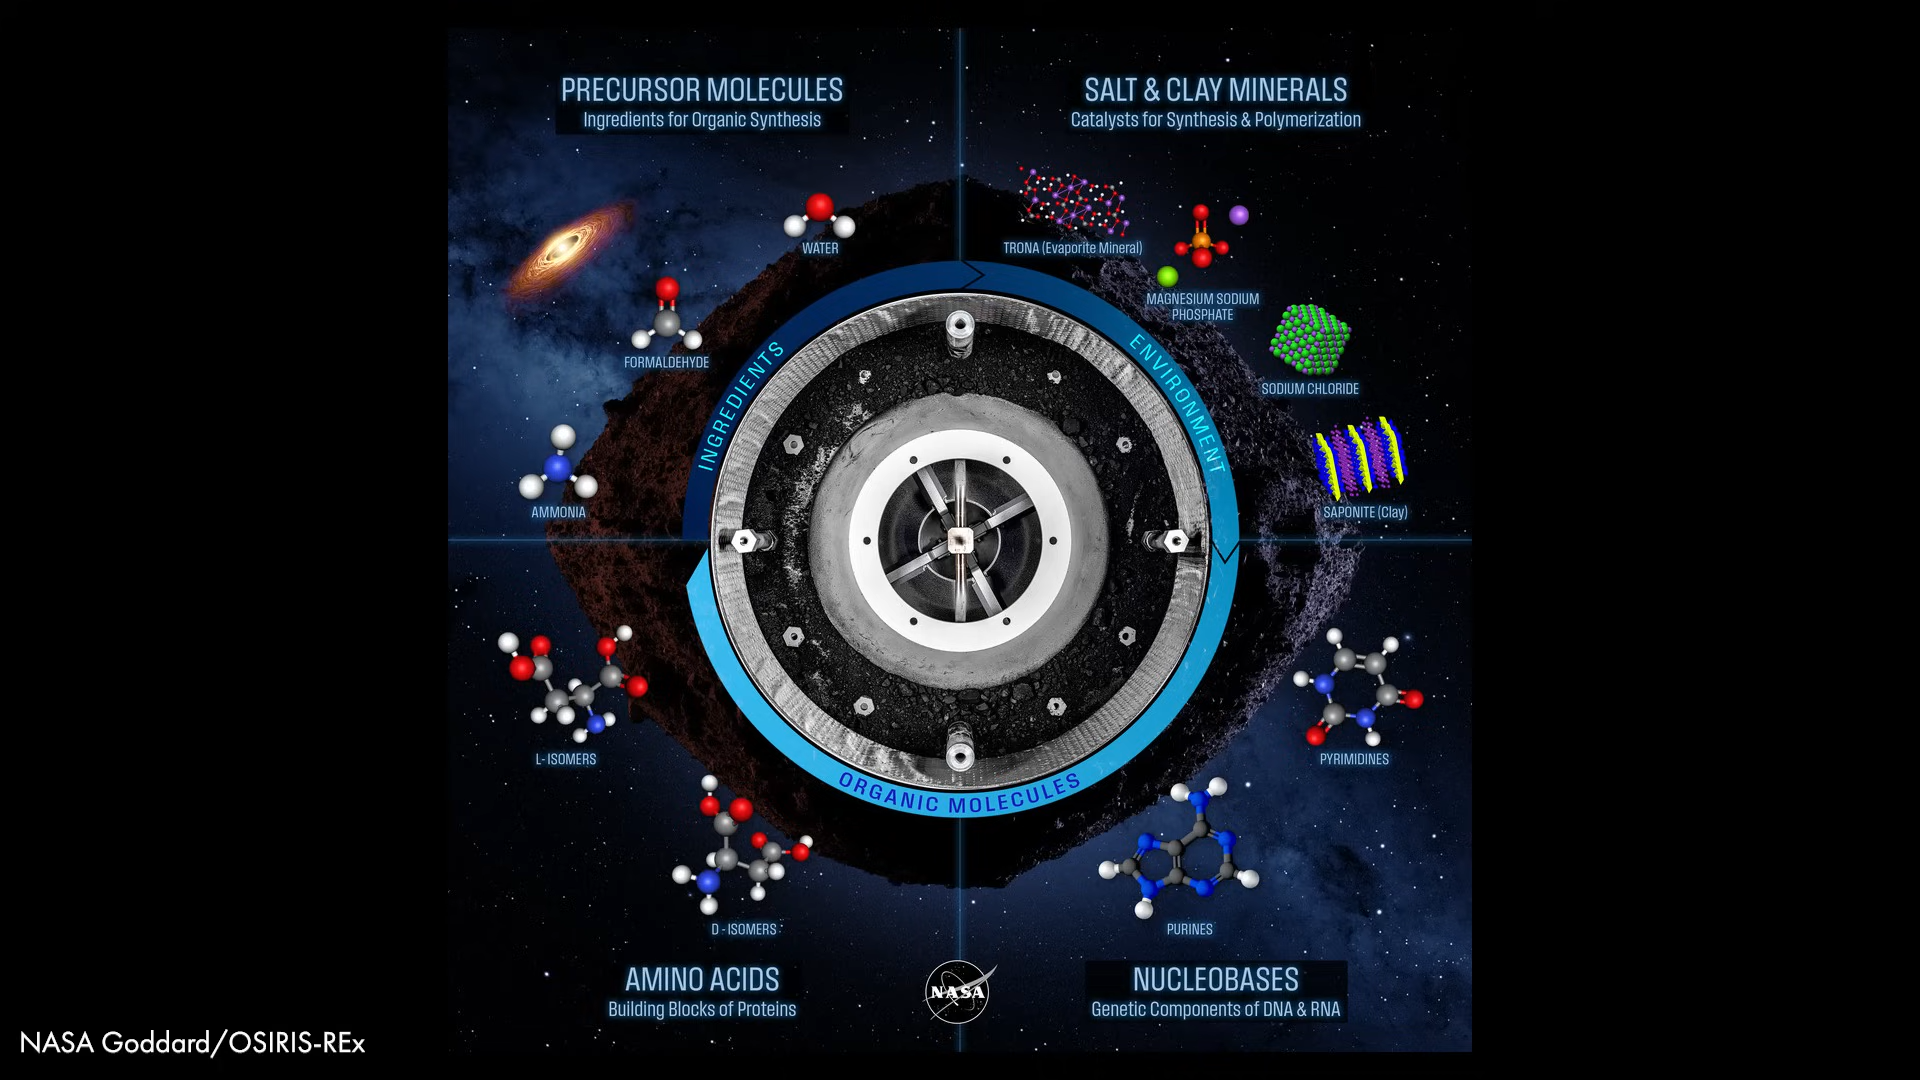 PRECURSOR MOLECULES
Ingredients for Organic Synthesis
SALT & CLAY MINERALS
Catalysts for Synthesis & Polymerization
WATER
FORMALDEHYDE
AMMONIA
TRONA (Evaporite Mineral)
MAGNESIUM SODIUM
PHOSPHATE
SODIUM CHLORIDE
SAPONITE (Clay)
INGREDIENTS
ENVIRONMENT
ORGANIC MOLECULES
L-ISOMERS
D - ISOMERS
PYRIMIDINES
PURINES
AMINO ACIDS
Building Blocks of Proteins
NASA
NUCLEOBASES
Genetic Components of DNA & RNA
NASA Goddard/OSIRIS-REx